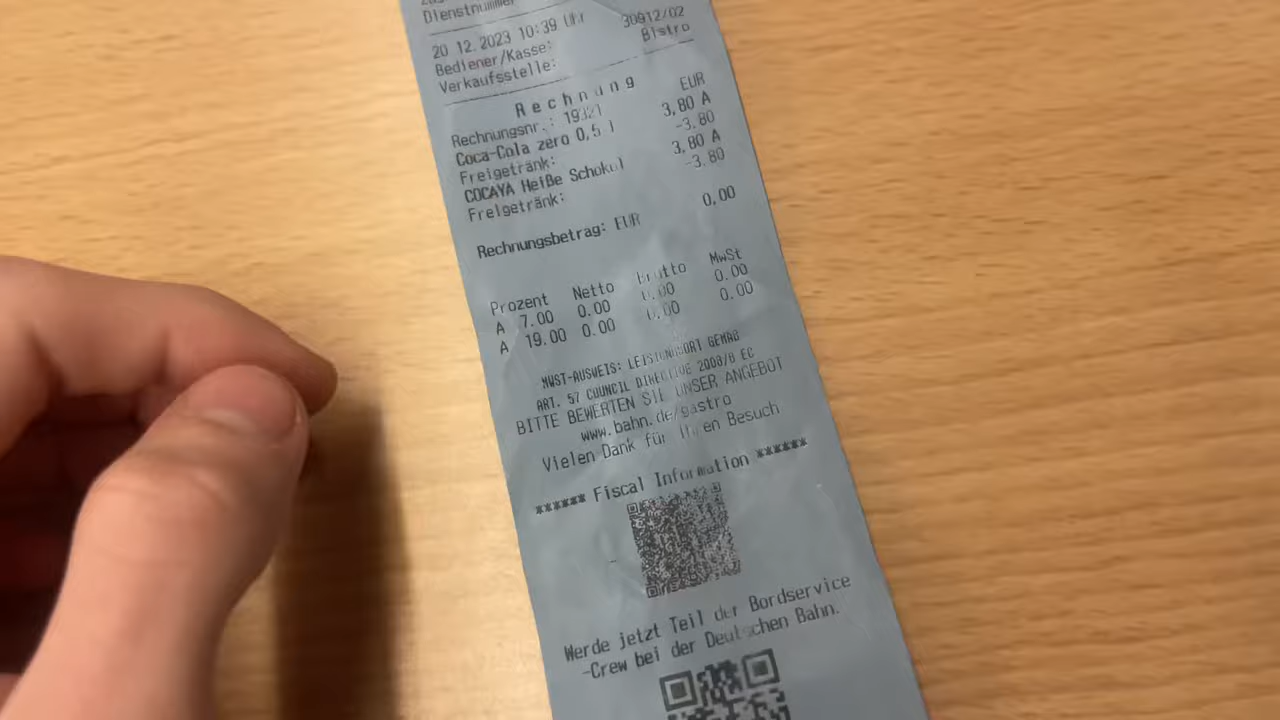 Dienstnummer
20 12.2023 10:39 Uhr
Bediener/Kasse: 30912/02
Verkaufsstelle: Bistro
Rechnung
Rechnungsnr.: EUR
Coca-Cola zero 0,5 l 3,80 A
Freigetränk: -3.80
COCAYA Heiße Schokol 3,80 A
Freigetränk: -3.80
Rechnungsbetrag: EUR 0,00
Prozent Netto Brutto MwSt
A 7.00 0.00 0.00 0.00
A 19.00 0.00 0.00 0.00
MWST-AUSWEIS: LEISTUNGSORT GEMÄß
ART. 57 COUNCIL DIRECTIVE 2008/8 EC
BITTE BEWERTEN SIE UNSER ANGEBOT
www.bahn.de/gastro
Vielen Dank für Ihren Besuch
****** Fiscal Information ******
Werde jetzt Teil der Bordservice
-Crew bei der Deutschen Bahn.